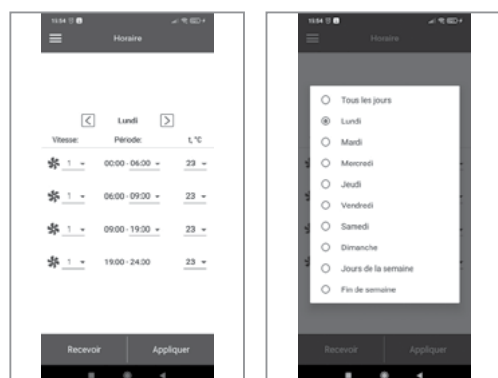 15:54
Horaire
Lundi
Vitesse: Période: t, °C
1 00:00 - 06:00 23
1 06:00 - 09:00 23
1 09:00 - 19:00 23
1 19:00 - 24:00 23
Recevoir Appliquer
15:54
Horaire
Tous les jours
Lundi
Mardi
Mercredi
Jeudi
Vendredi
Samedi
Dimanche
Jours de la semaine
Fin de semaine
Recevoir Appliquer